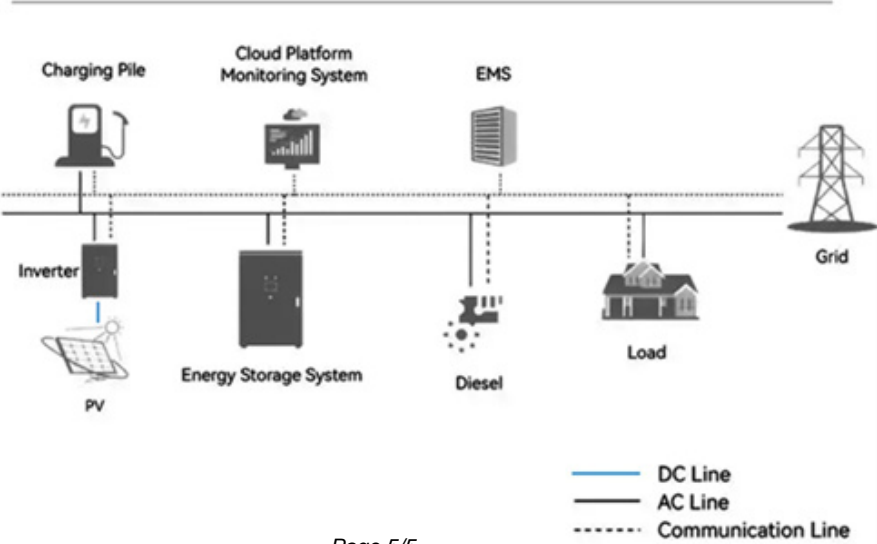 Charging Pile
Cloud Platform
Monitoring System
EMS
Grid
Inverter
PV
Energy Storage System
Diesel
Load
DC Line
AC Line
Communication Line
Page 5/5